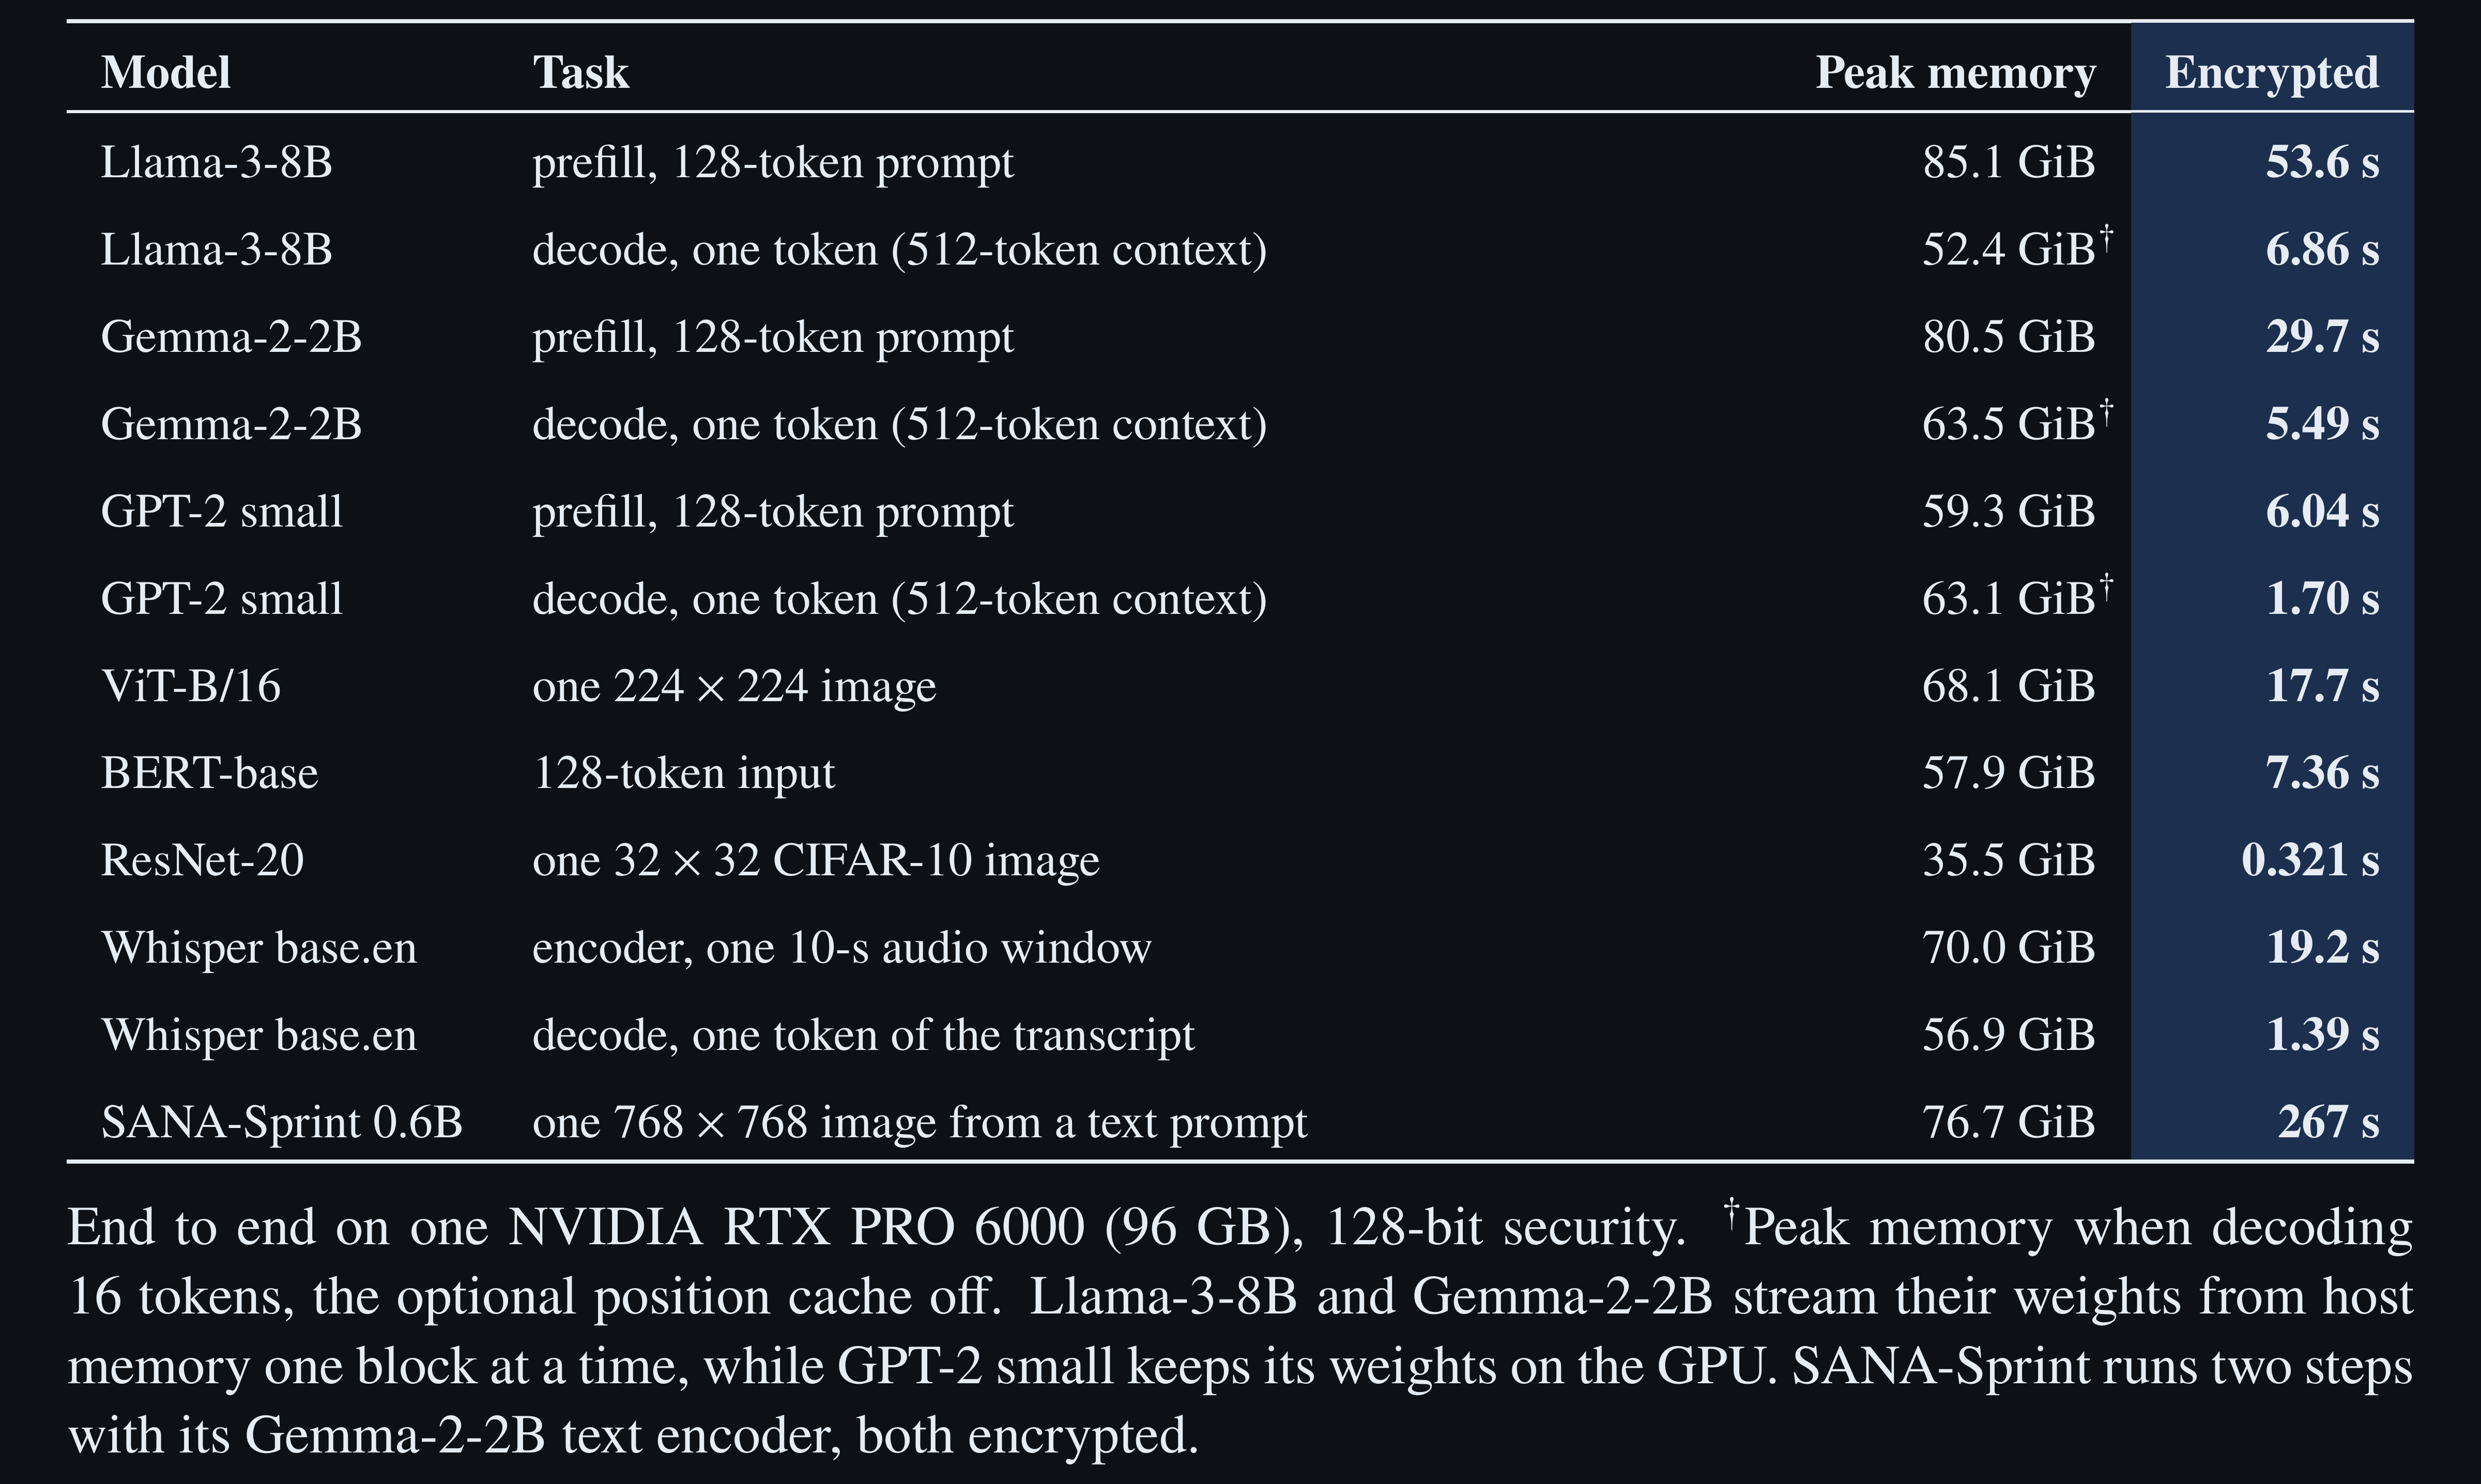 Model Task Peak memory Encrypted
Llama-3-8B prefill, 128-token prompt 85.1 GiB 53.6 s
Llama-3-8B decode, one token (512-token context) 52.4 GiB† 6.86 s
Gemma-2-2B prefill, 128-token prompt 80.5 GiB 29.7 s
Gemma-2-2B decode, one token (512-token context) 63.5 GiB† 5.49 s
GPT-2 small prefill, 128-token prompt 59.3 GiB 6.04 s
GPT-2 small decode, one token (512-token context) 63.1 GiB† 1.70 s
ViT-B/16 one 224 × 224 image 68.1 GiB 17.7 s
BERT-base 128-token input 57.9 GiB 7.36 s
ResNet-20 one 32 × 32 CIFAR-10 image 35.5 GiB 0.321 s
Whisper base.en encoder, one 10-s audio window 70.0 GiB 19.2 s
Whisper base.en decode, one token of the transcript 56.9 GiB 1.39 s
SANA-Sprint 0.6B one 768 × 768 image from a text prompt 76.7 GiB 267 s
End to end on one NVIDIA RTX PRO 6000 (96 GB), 128-bit security. †Peak memory when decoding
16 tokens, the optional position cache off. Llama-3-8B and Gemma-2-2B stream their weights from host
memory one block at a time, while GPT-2 small keeps its weights on the GPU. SANA-Sprint runs two steps
with its Gemma-2-2B text encoder, both encrypted.